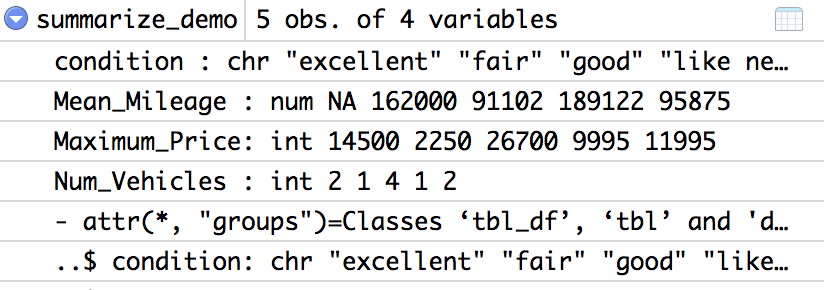 summarize_demo 5 obs. of 4 variables
condition : chr "excellent" "fair" "good" "like ne…
Mean_Mileage : num NA 162000 91102 189122 95875
Maximum_Price: int 14500 2250 26700 9995 11995
Num_Vehicles : int 2 1 4 1 2
- attr(*, "groups")=Classes ‘tbl_df’, ‘tbl’ and 'd…
..$ condition: chr "excellent" "fair" "good" "like…